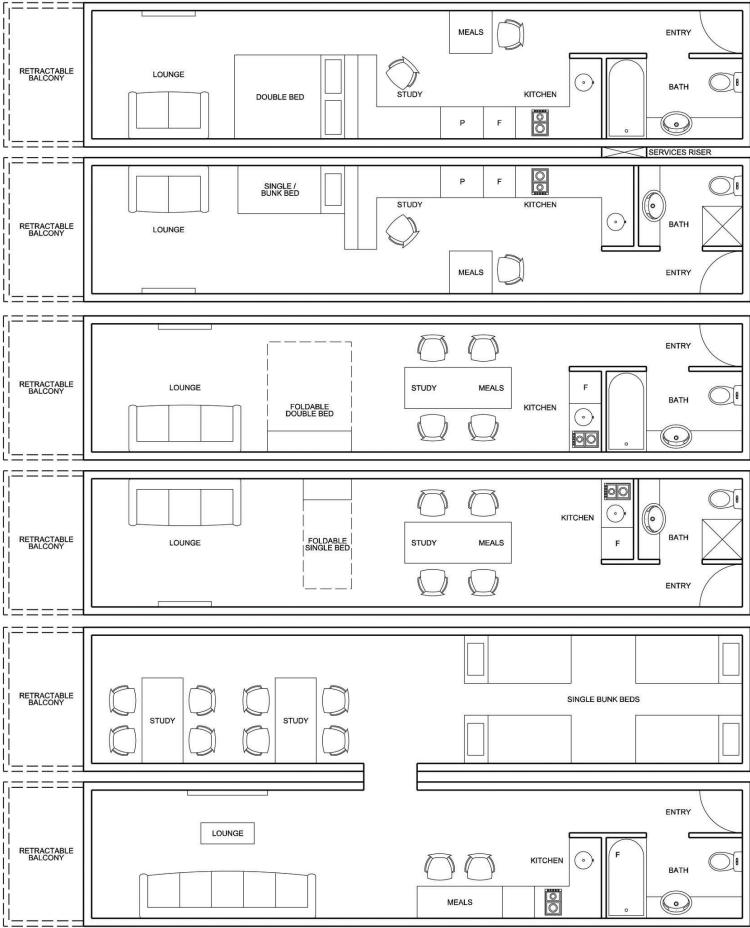 MEALS
ENTRY
RETRACTABLE
BALCONY
LOUNGE
DOUBLE BED
STUDY
KITCHEN
BATH
P
F
SERVICES RISER
SINGLE /
BUNK BED
P
F
STUDY
KITCHEN
RETRACTABLE
BALCONY
LOUNGE
BATH
MEALS
ENTRY
ENTRY
RETRACTABLE
BALCONY
LOUNGE
STUDY
MEALS
F
BATH
FOLDABLE
DOUBLE BED
KITCHEN
KITCHEN
RETRACTABLE
BALCONY
LOUNGE
FOLDABLE
SINGLE BED
STUDY
MEALS
F
BATH
ENTRY
RETRACTABLE
BALCONY
STUDY
STUDY
SINGLE BUNK BEDS
ENTRY
LOUNGE
RETRACTABLE
BALCONY
KITCHEN
F
BATH
MEALS